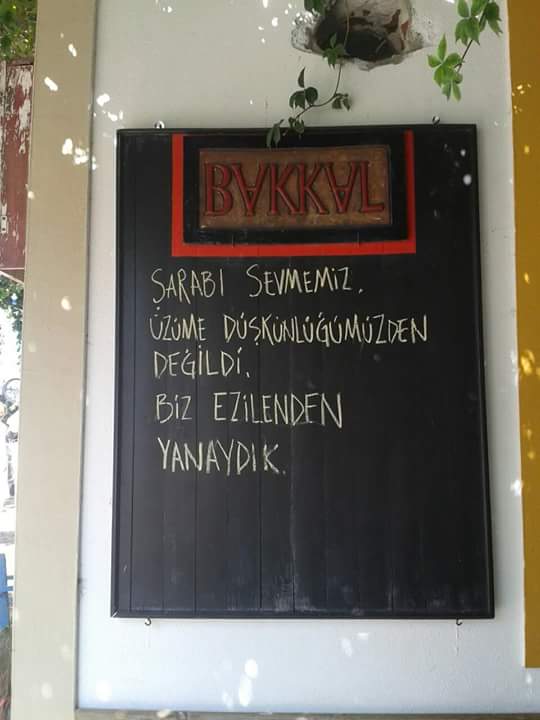 BAKKAL
ŞARABI SEVMEMİZ,
ÜZÜME DÜŞKÜNLÜĞÜMÜZDEN
DEĞİLDİ.
BİZ EZİLENDEN
YANAYDIK.